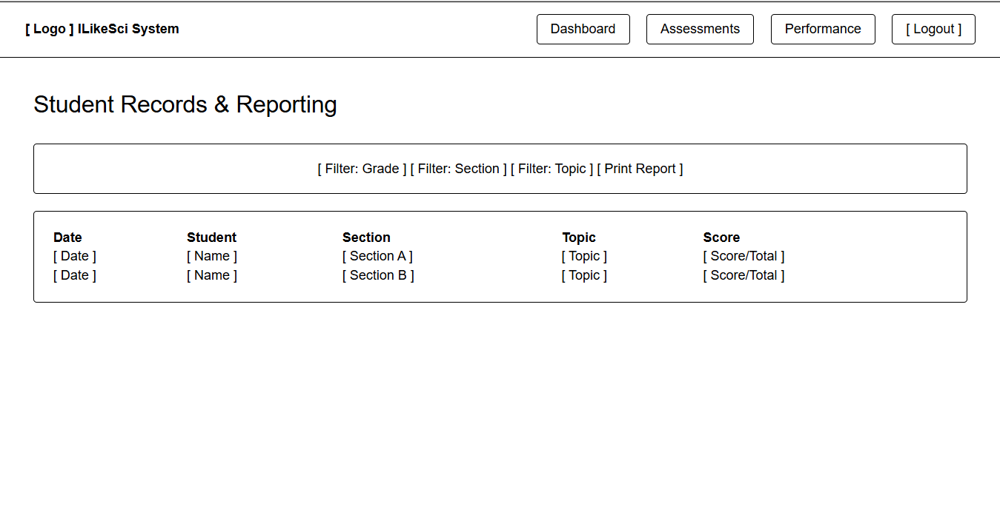 [ Logo ] ILikeSci System
Dashboard
Assessments
Performance
[ Logout ]
Student Records & Reporting
[ Filter: Grade ] [ Filter: Section ] [ Filter: Topic ] [ Print Report ]
Date Student Section Topic Score
[ Date ] [ Name ] [ Section A ] [ Topic ] [ Score/Total ]
[ Date ] [ Name ] [ Section B ] [ Topic ] [ Score/Total ]